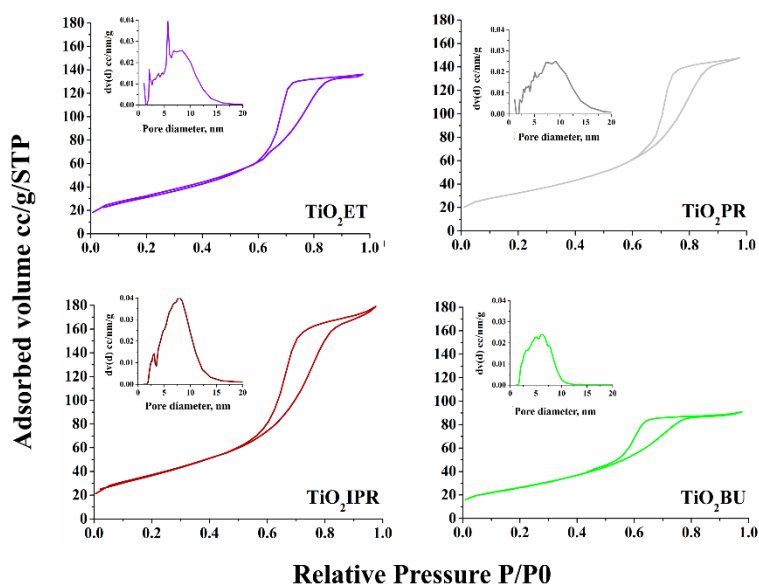 Adsorbed volume cc/g/STP
180
160
140
120
100
80
60
40
20
0
0.0 0.2 0.4 0.6 0.8 1.0
dv(d) cc/nm/g
0.04
0.03
0.02
0.01
0.00
0 5 10 15 20
Pore diameter, nm
TiO₂ET
180
160
140
120
100
80
60
40
20
0
0.0 0.2 0.4 0.6 0.8 1.0
dv(d) cc/nm/g
0.04
0.03
0.02
0.01
0.00
0 5 10 15 20
Pore diameter, nm
TiO₂PR
180
160
140
120
100
80
60
40
20
0
0.0 0.2 0.4 0.6 0.8 1.0
dv(d) cc/nm/g
0.04
0.03
0.02
0.01
0.00
0 5 10 15 20
Pore diameter, nm
TiO₂IPR
180
160
140
120
100
80
60
40
20
0
0.0 0.2 0.4 0.6 0.8 1.0
dv(d) cc/nm/g
0.04
0.03
0.02
0.01
0.00
0 5 10 15 20
Pore diameter, nm
TiO₂BU
Relative Pressure P/P0